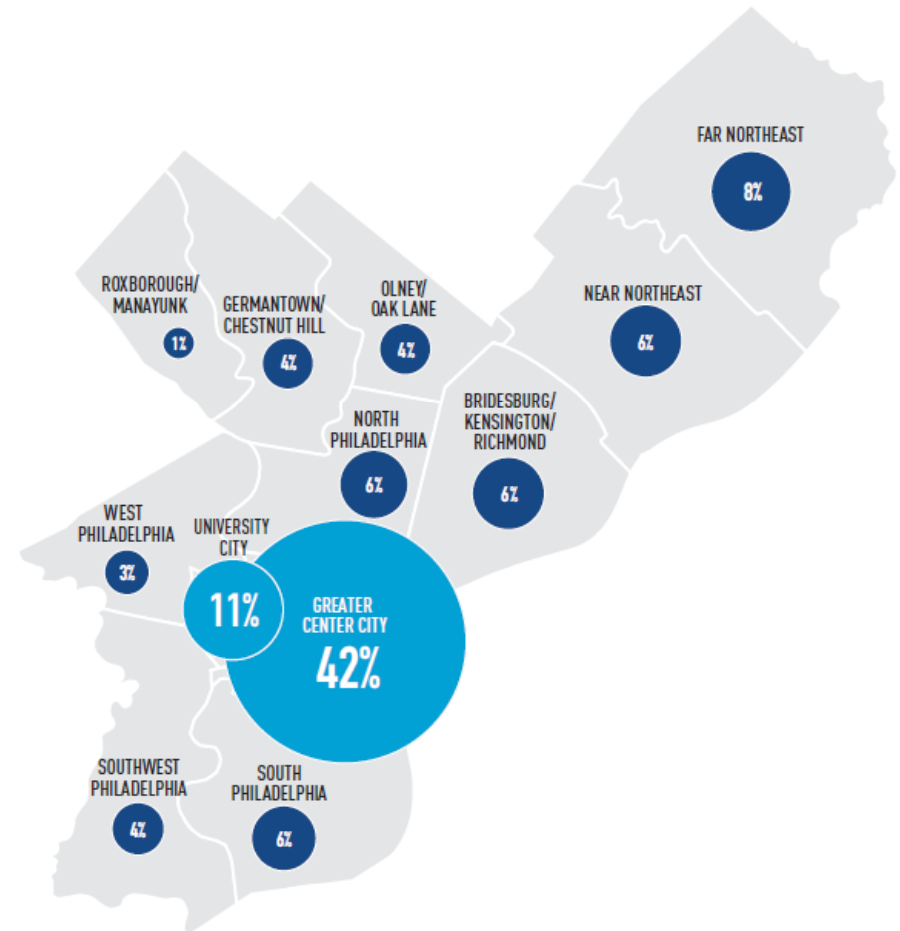 FAR NORTHEAST
8%
ROXBOROUGH/
MANAYUNK
1%
GERMANTOWN/
CHESTNUT HILL
4%
OLNEY/
OAK LANE
4%
NEAR NORTHEAST
6%
NORTH
PHILADELPHIA
6%
BRIDESBURG/
KENSINGTON/
RICHMOND
6%
WEST
PHILADELPHIA
3%
UNIVERSITY
CITY
11%
GREATER
CENTER CITY
42%
SOUTHWEST
PHILADELPHIA
4%
SOUTH
PHILADELPHIA
6%